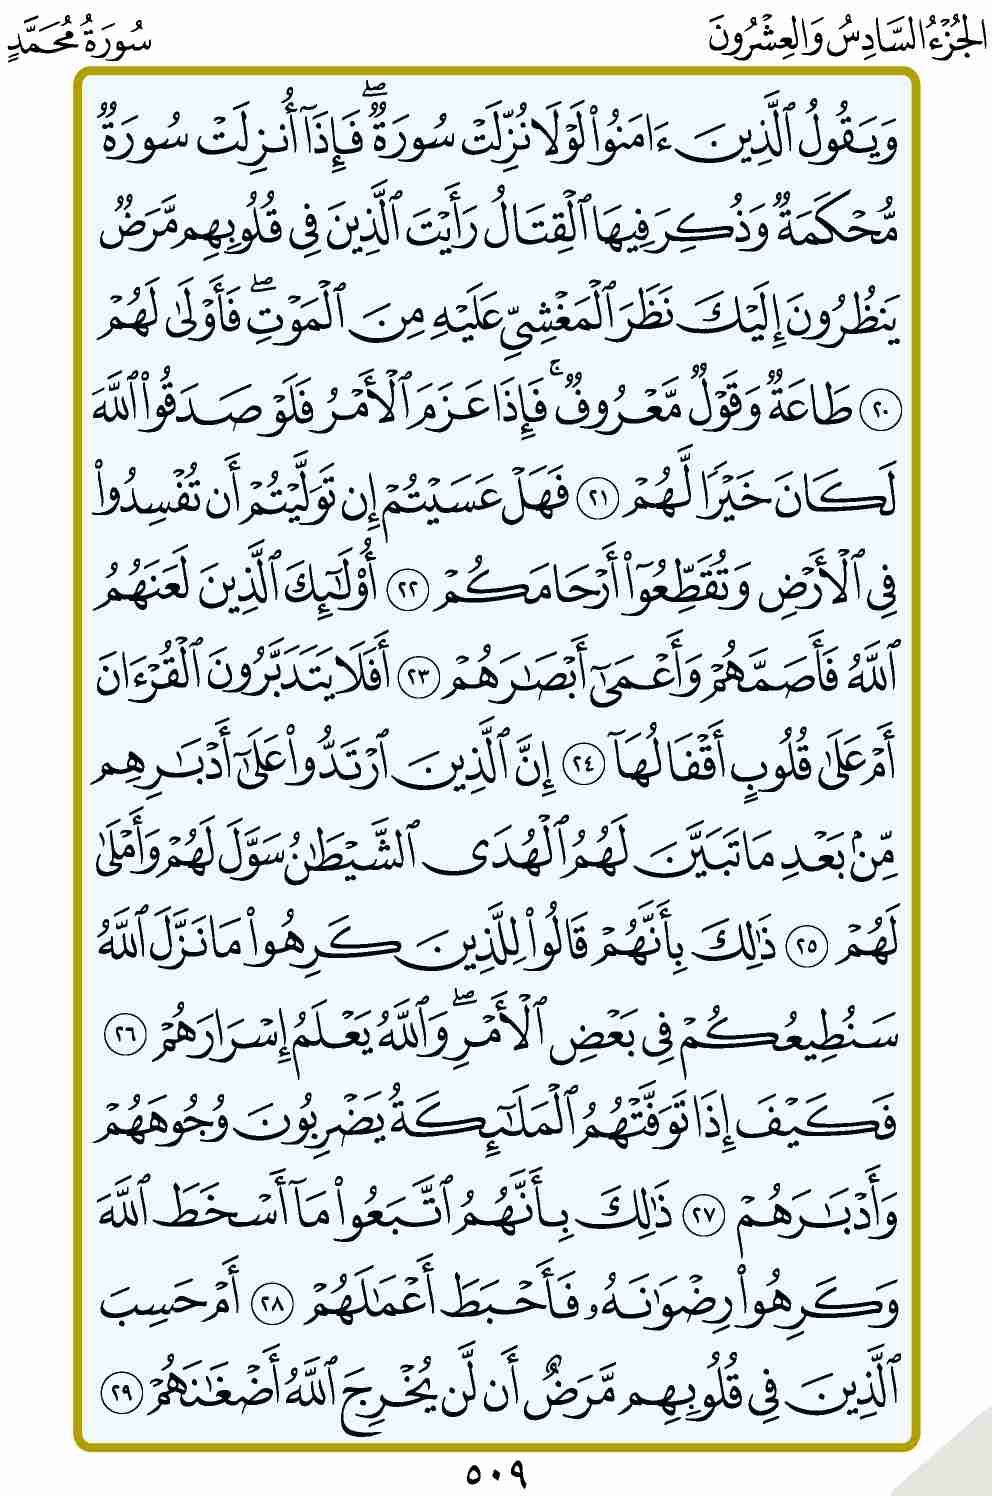 الجُزْءُ السَّادِسُ وَالعِشْرُونَ
سُورَةُ مُحَمَّدٍ
وَيَقُولُ ٱلَّذِينَ ءَامَنُوا۟ لَوْلَا نُزِّلَتْ سُورَةٌ ۖ فَإِذَآ أُنزِلَتْ سُورَةٌ
مُّحْكَمَةٌ وَذُكِرَ فِيهَا ٱلْقِتَالُ رَأَيْتَ ٱلَّذِينَ فِى قُلُوبِهِم مَّرَضٌ
يَنظُرُونَ إِلَيْكَ نَظَرَ ٱلْمَغْشِىِّ عَلَيْهِ مِنَ ٱلْمَوْتِ ۖ فَأَوْلَىٰ لَهُمْ
٢٠ طَاعَةٌ وَقَوْلٌ مَّعْرُوفٌ ۚ فَإِذَا عَزَمَ ٱلْأَمْرُ فَلَوْ صَدَقُوا۟ ٱللَّهَ
لَكَانَ خَيْرًا لَّهُمْ ٢١ فَهَلْ عَسَيْتُمْ إِن تَوَلَّيْتُمْ أَن تُفْسِدُوا۟
فِى ٱلْأَرْضِ وَتُقَطِّعُوٓا۟ أَرْحَامَكُمْ ٢٢ أُو۟لَٰٓئِكَ ٱلَّذِينَ لَعَنَهُمُ
ٱللَّهُ فَأَصَمَّهُمْ وَأَعْمَىٰٓ أَبْصَٰرَهُمْ ٢٣ أَفَلَا يَتَدَبَّرُونَ ٱلْقُرْءَانَ
أَمْ عَلَىٰ قُلُوبٍ أَقْفَالُهَآ ٢٤ إِنَّ ٱلَّذِينَ ٱرْتَدُّوا۟ عَلَىٰٓ أَدْبَٰرِهِم
مِّنۢ بَعْدِ مَا تَبَيَّنَ لَهُمُ ٱلْهُدَى ٱلشَّيْطَٰنُ سَوَّلَ لَهُمْ وَأَمْلَىٰ
لَهُمْ ٢٥ ذَٰلِكَ بِأَنَّهُمْ قَالُوا۟ لِلَّذِينَ كَرِهُوا۟ مَا نَزَّلَ ٱللَّهُ
سَنُطِيعُكُمْ فِى بَعْضِ ٱلْأَمْرِ ۖ وَٱللَّهُ يَعْلَمُ إِسْرَارَهُمْ ٢٦
فَكَيْفَ إِذَا تَوَفَّتْهُمُ ٱلْمَلَٰٓئِكَةُ يَضْرِبُونَ وُجُوهَهُمْ
وَأَدْبَٰرَهُمْ ٢٧ ذَٰلِكَ بِأَنَّهُمُ ٱتَّبَعُوا۟ مَآ أَسْخَطَ ٱللَّهَ
وَكَرِهُوا۟ رِضْوَٰنَهُۥ فَأَحْبَطَ أَعْمَٰلَهُمْ ٢٨ أَمْ حَسِبَ
ٱلَّذِينَ فِى قُلُوبِهِم مَّرَضٌ أَن لَّن يُخْرِجَ ٱللَّهُ أَضْغَٰنَهُمْ ٢٩
٥٠٩